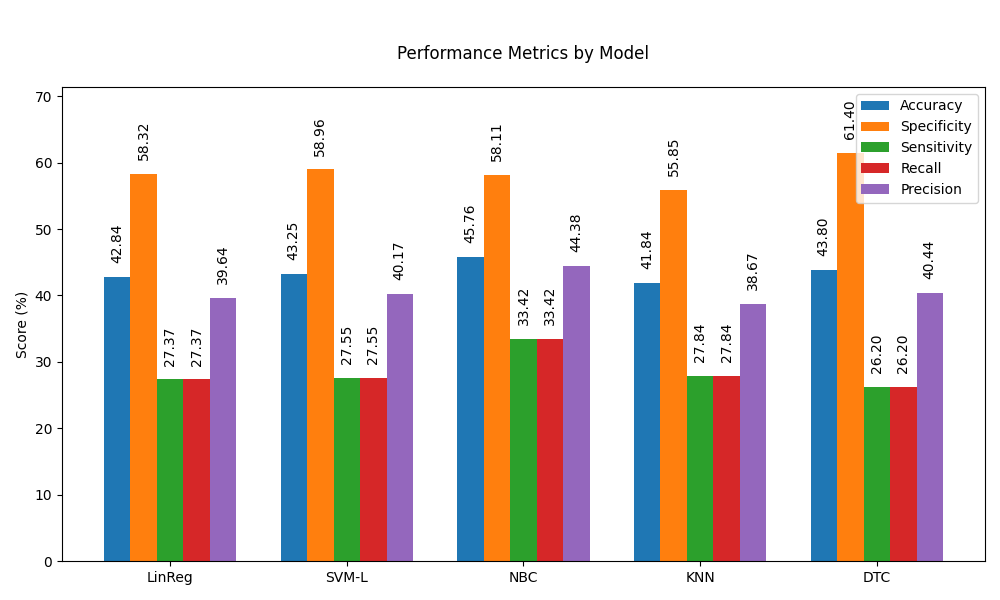 Performance Metrics by Model
Score (%)
70
60
50
40
30
20
10
0
42.84
58.32
27.37
27.37
39.64
43.25
58.96
27.55
27.55
40.17
45.76
58.11
33.42
33.42
44.38
41.84
55.85
27.84
27.84
38.67
43.80
61.40
26.20
26.20
40.44
Accuracy
Specificity
Sensitivity
Recall
Precision
LinReg
SVM-L
NBC
KNN
DTC